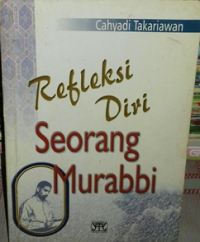 Cahyadi Takariawan
Refleksi
Diri
Seorang
Murabbi